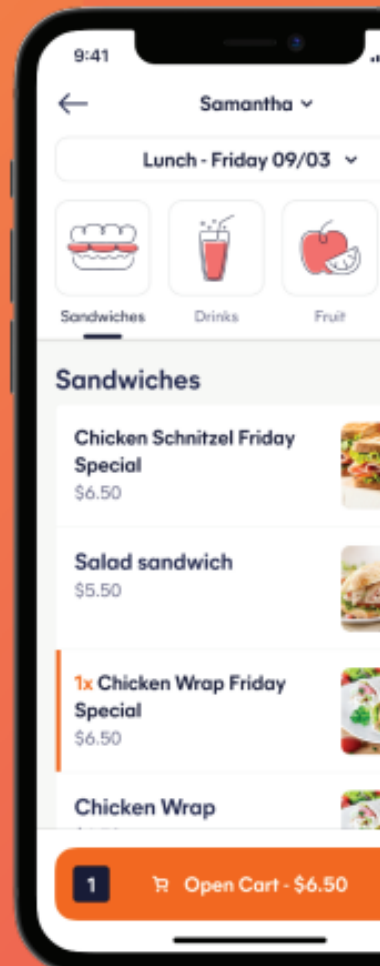 9:41
Samantha
Lunch - Friday 09/03
Sandwiches
Drinks
Fruit
Sandwiches
Chicken Schnitzel Friday
Special
$6.50
Salad sandwich
$5.50
1x Chicken Wrap Friday
Special
$6.50
Chicken Wrap
1
Open Cart - $6.50